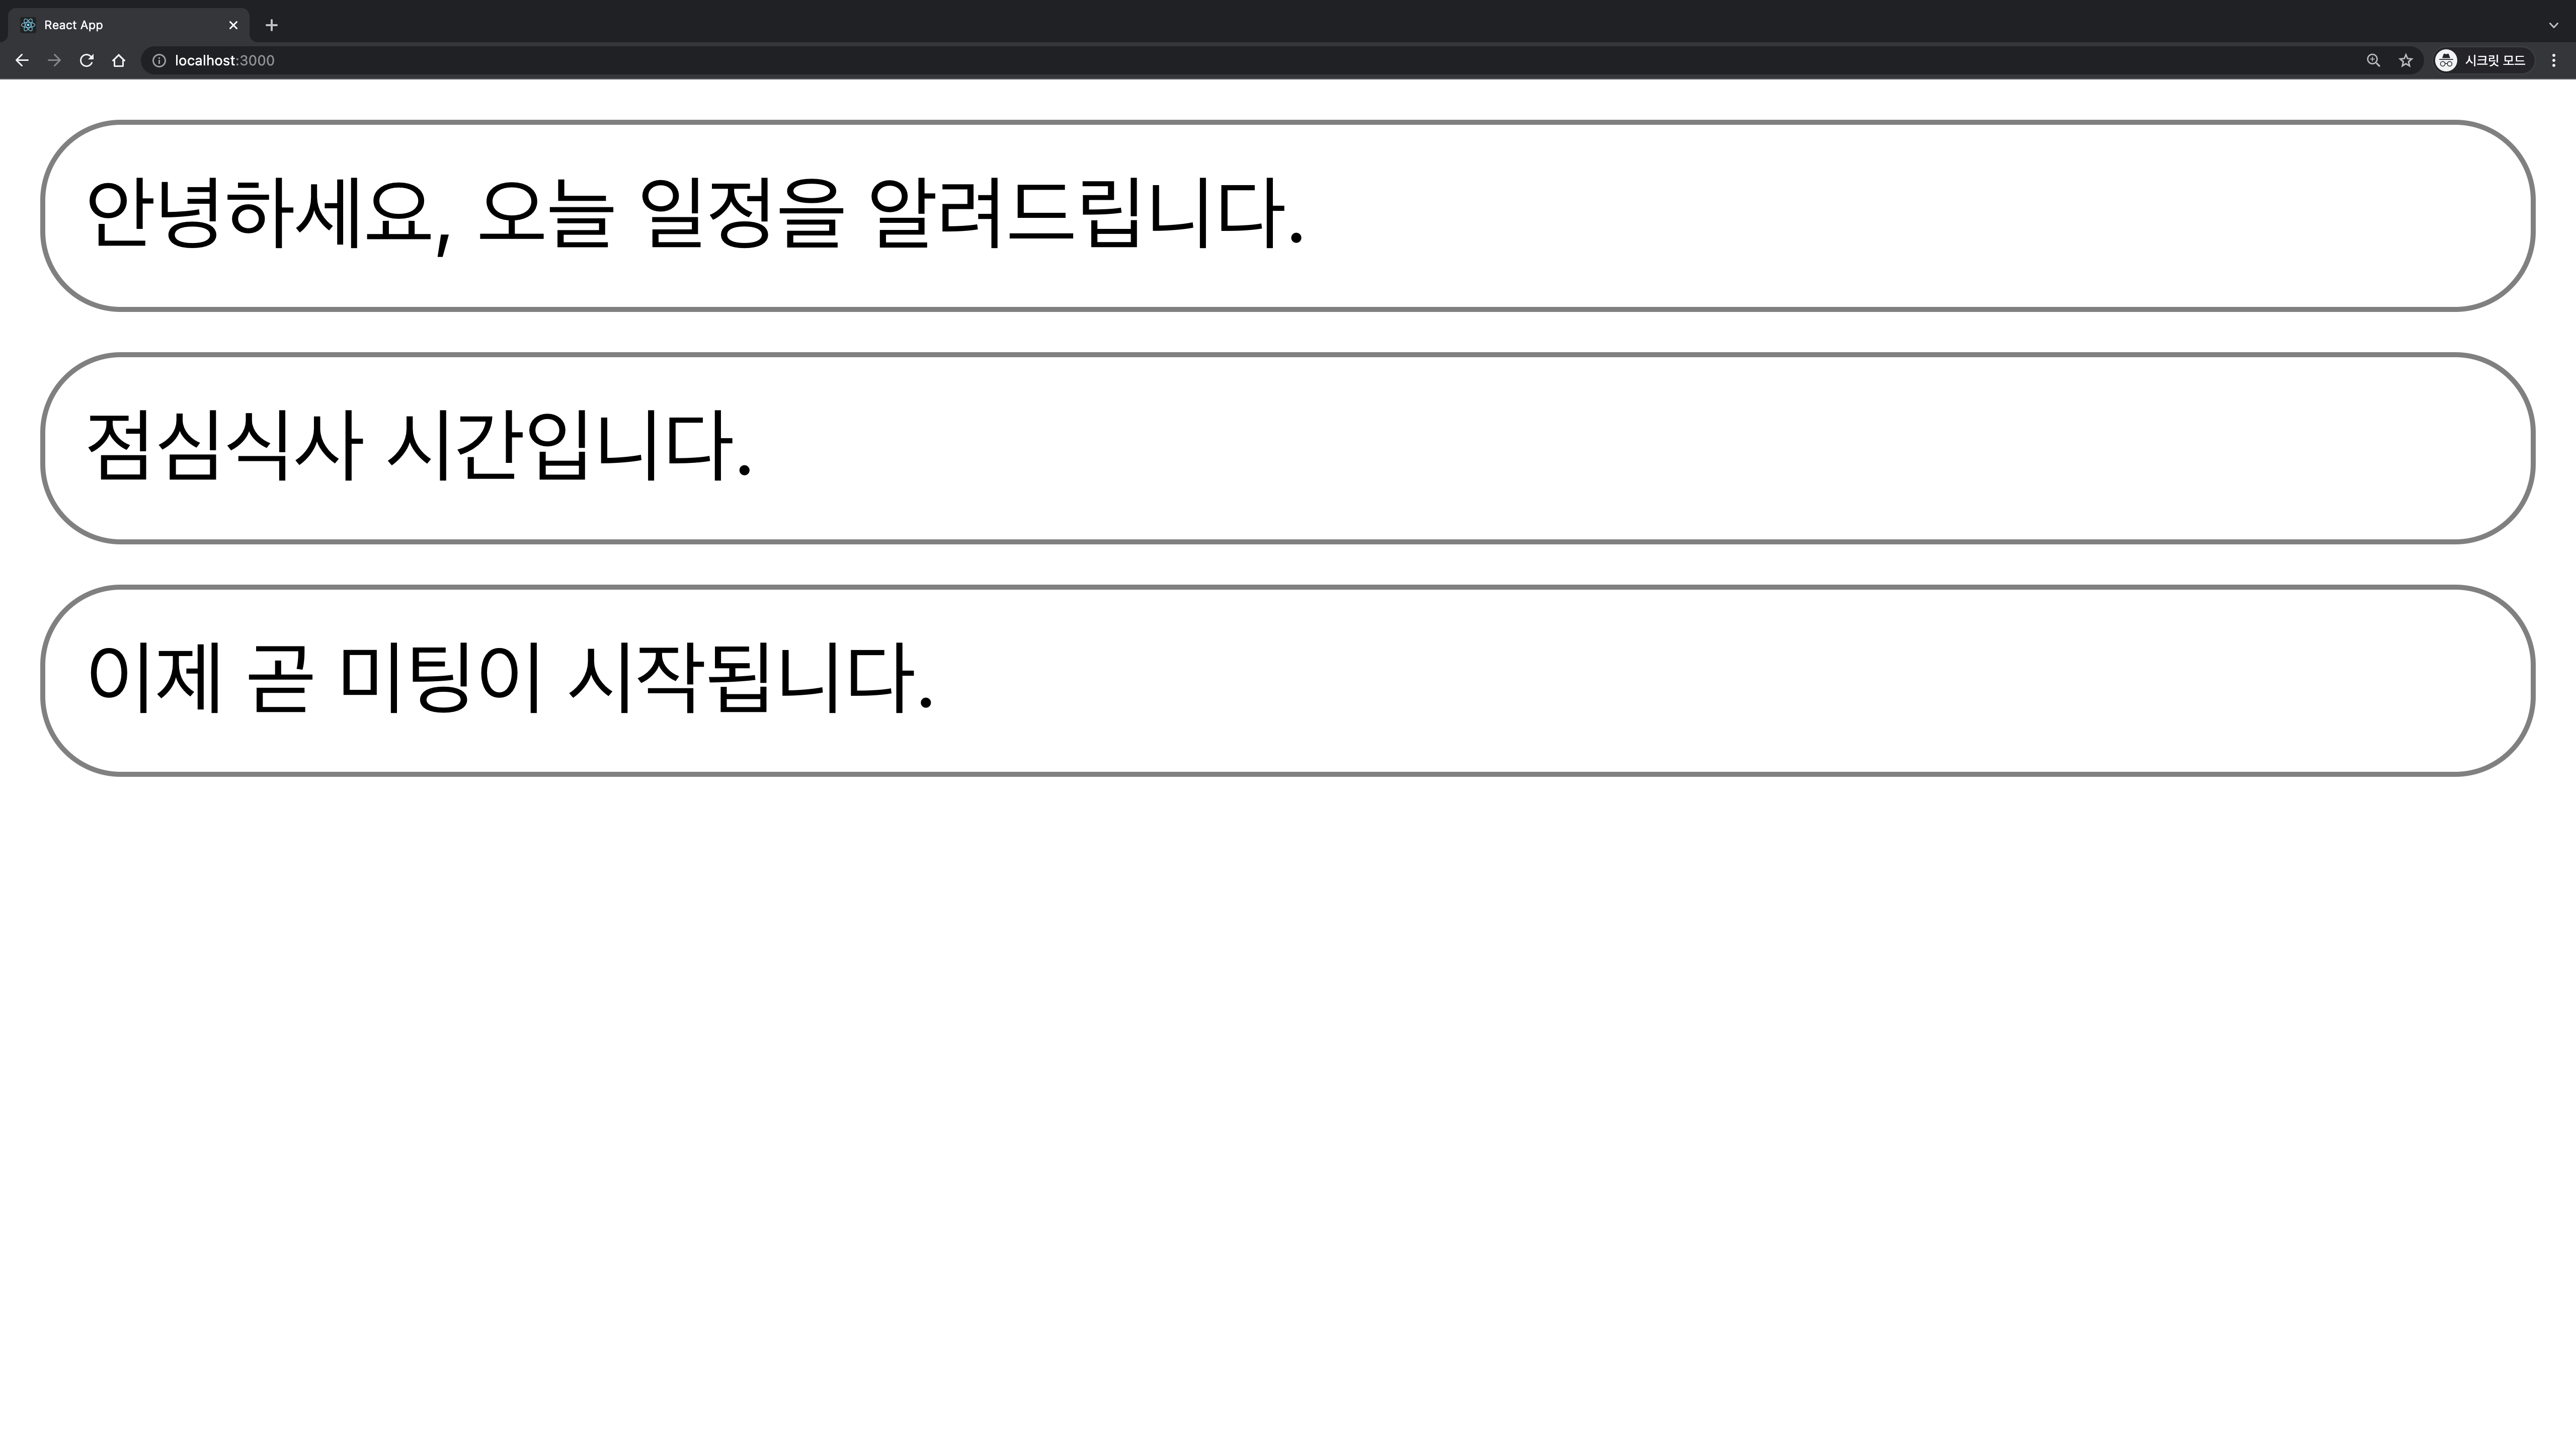 React App
localhost:3000
시크릿 모드
안녕하세요, 오늘 일정을 알려드립니다.
점심식사 시간입니다.
이제 곧 미팅이 시작됩니다.